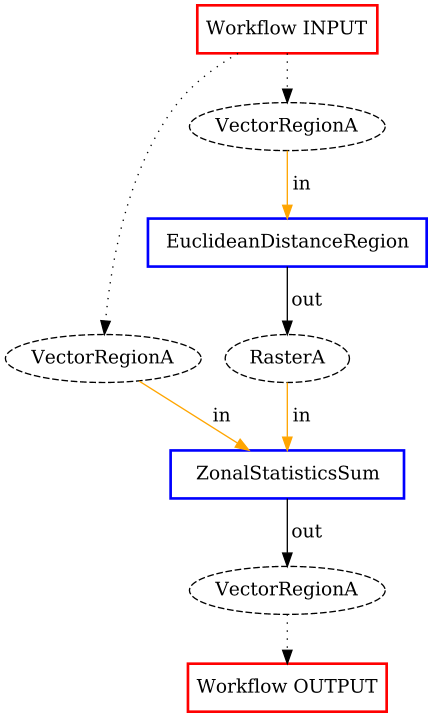 Workflow INPUT
VectorRegionA
in
EuclideanDistanceRegion
out
VectorRegionA
RasterA
in
in
ZonalStatisticsSum
out
VectorRegionA
Workflow OUTPUT